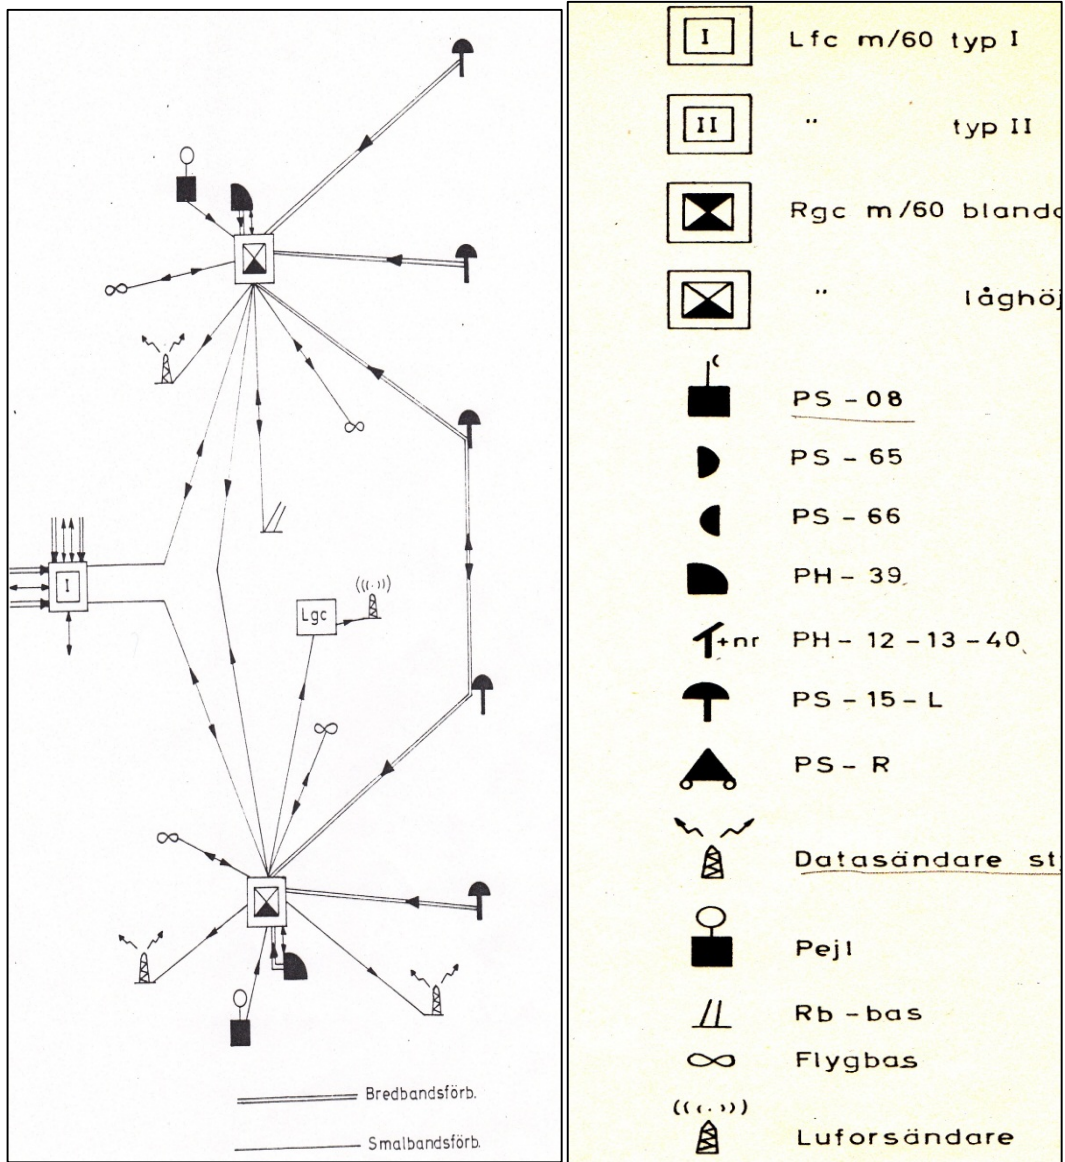 I
Lgc
Bredbandsförb.
Smalbandsförb.
I Lfc m/60 typ I
II " typ II
Rgc m/60 bland
" låghöj
PS - 08
PS - 65
PS - 66
PH - 39
+nr PH - 12 - 13 - 40
PS - 15 - L
PS - R
Datasändare st
Pejl
Rb - bas
Flygbas
Luforsändare